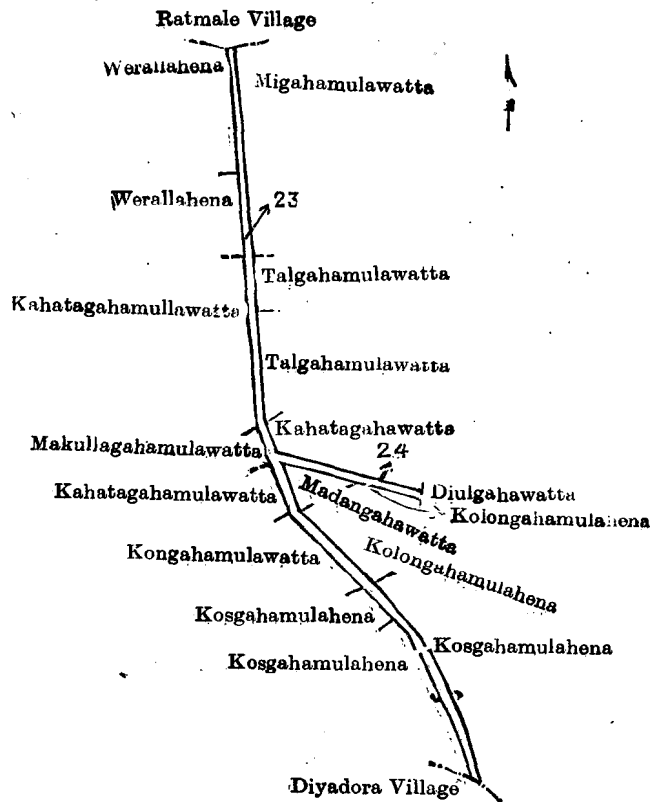 Ratmale Village
Werallahena
Migahamulawatta
Werallahena
23
Talgahamulawatta
Kahatagahamullawatta
Talgahamulawatta
Kahatagahawatta
Makullagahamulawatta
24
Kahatagahamulawatta
Madangahawatta
Diulgahawatta
Kolongahamulahena
Kongahamulawatta
Kolongahamulahena
Kosgahamulahena
Kosgahamulahena
Kosgahamulahena
Diyadora Village